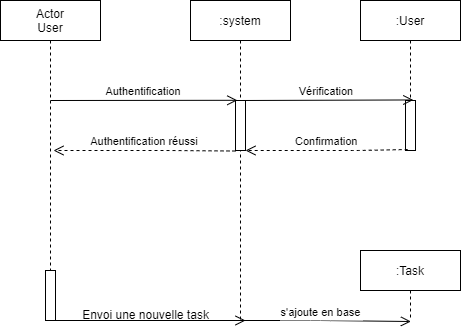 Actor
User
:system
:User
Authentification
Vérification
Authentification réussi
Confirmation
:Task
Envoi une nouvelle task
s'ajoute en base